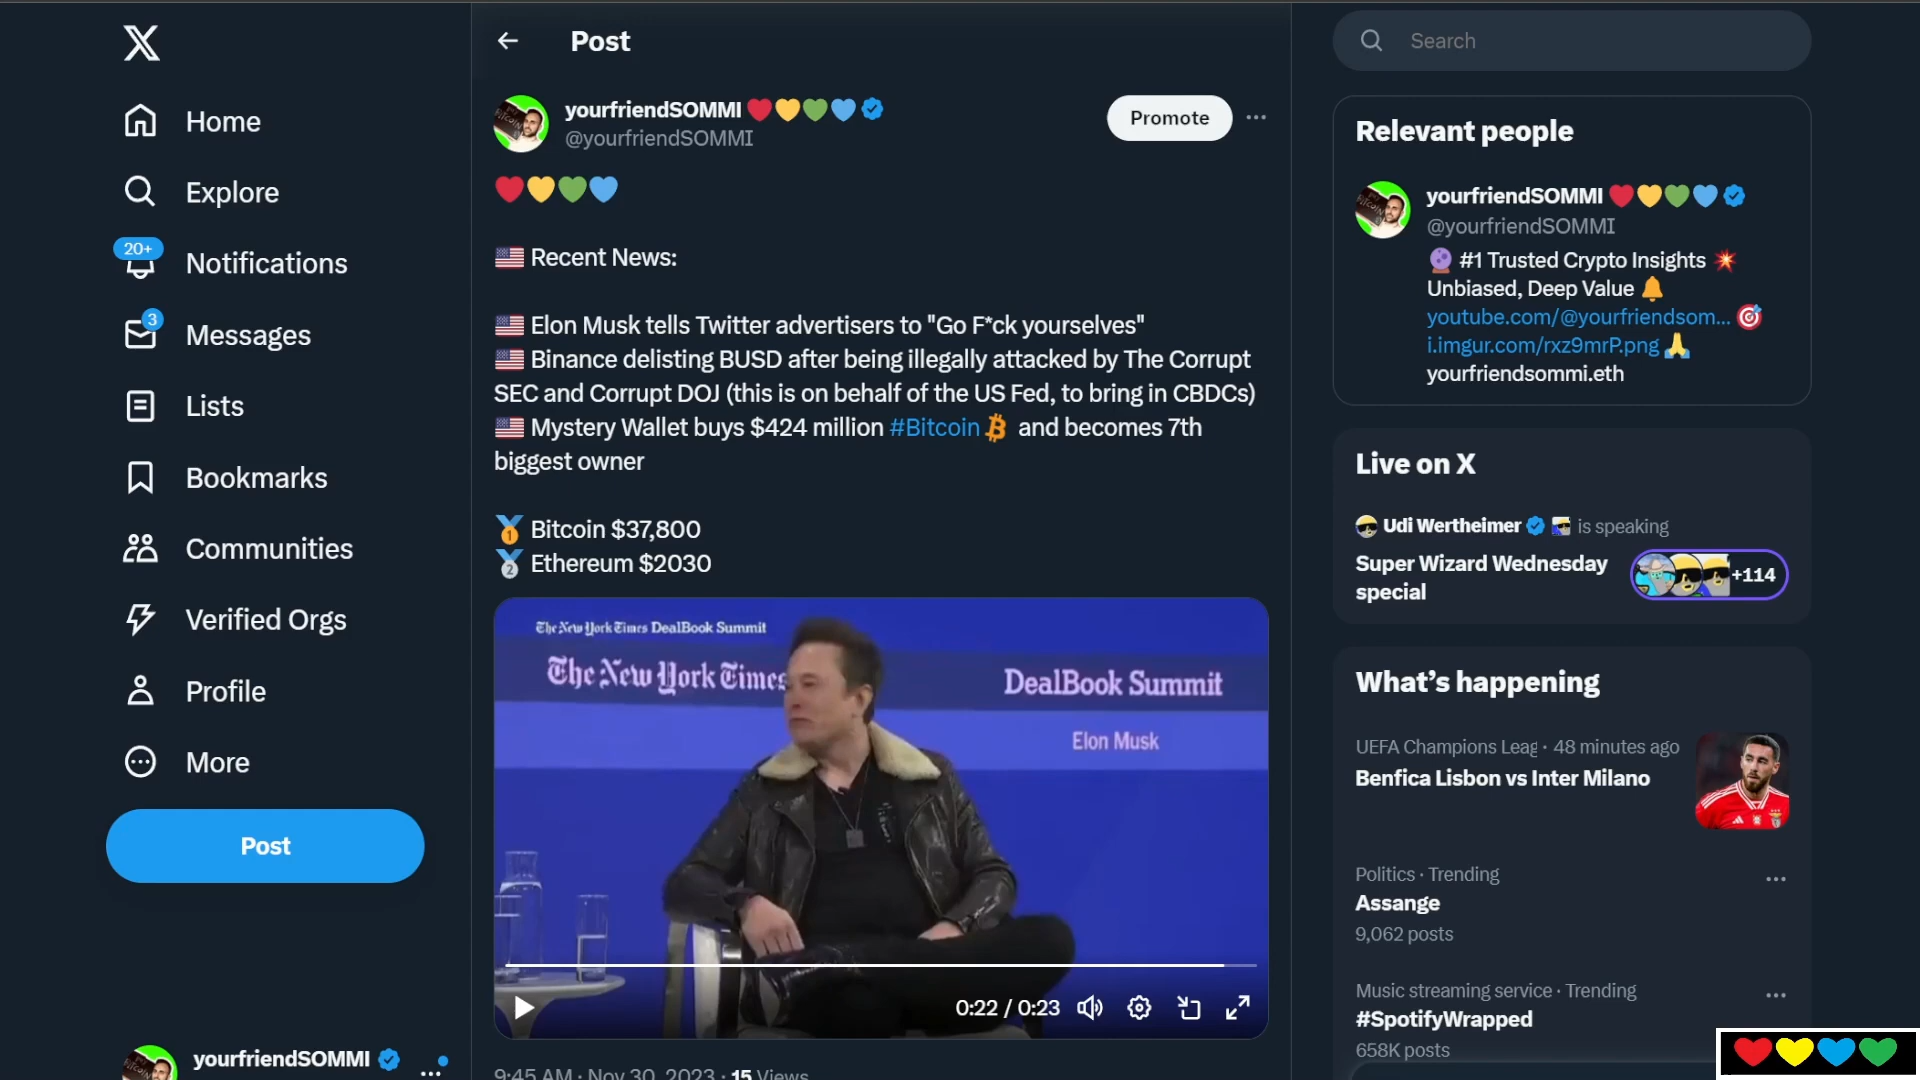 Home
Explore
20+
Notifications
3
Messages
Lists
Bookmarks
Communities
Verified Orgs
Profile
More
Post
yourfriendSOMMI
Post
yourfriendSOMMI
@yourfriendSOMMI
Promote
Recent News:
Elon Musk tells Twitter advertisers to "Go F*ck yourselves"
Binance delisting BUSD after being illegally attacked by The Corrupt
SEC and Corrupt DOJ (this is on behalf of the US Fed, to bring in CBDCs)
Mystery Wallet buys $424 million #Bitcoin and becomes 7th
biggest owner
Bitcoin $37,800
Ethereum $2030
The New York Times DealBook Summit
The New York Times DealBook Summit
Elon Musk
0:22 / 0:23
9:45 AM · Nov 30, 2023 · 15 Views
Search
Relevant people
yourfriendSOMMI
@yourfriendSOMMI
#1 Trusted Crypto Insights
Unbiased, Deep Value
youtube.com/@yourfriendsom...
i.imgur.com/rxz9mrP.png
yourfriendsommi.eth
Live on X
Udi Wertheimer is speaking
Super Wizard Wednesday
special
+114
What's happening
UEFA Champions Leag · 48 minutes ago
Benfica Lisbon vs Inter Milano
Politics · Trending
Assange
9,062 posts
Music streaming service · Trending
#SpotifyWrapped
658K posts